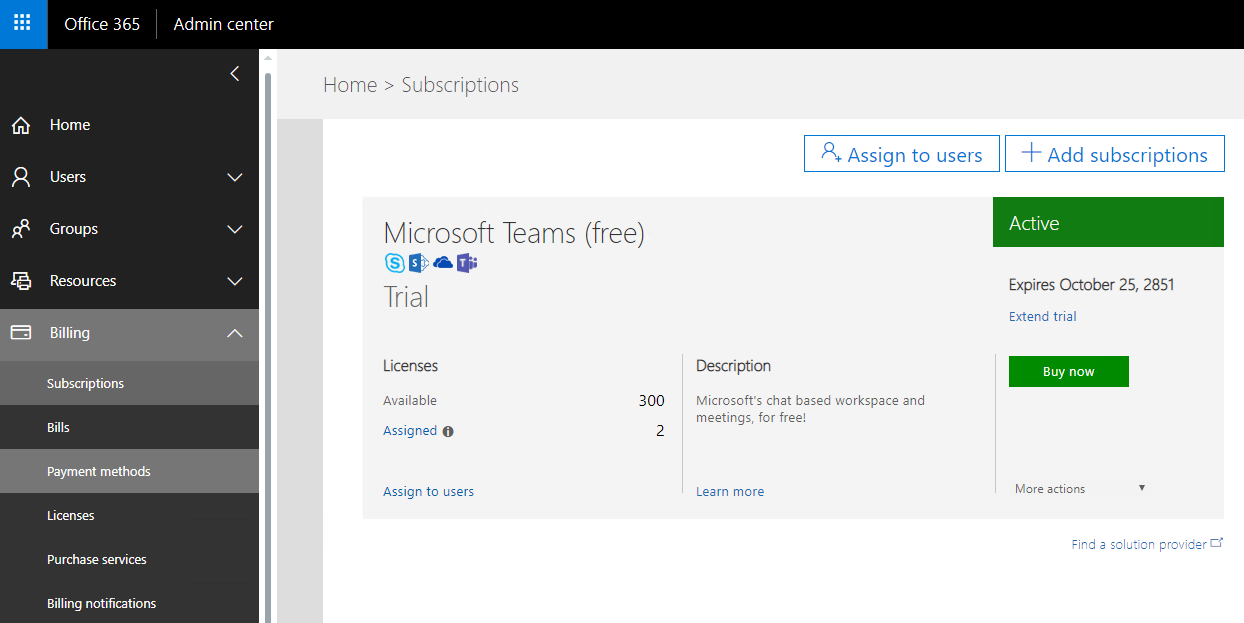 Office 365
Admin center
Home
Users
Groups
Resources
Billing
Subscriptions
Bills
Payment methods
Licenses
Purchase services
Billing notifications
Home > Subscriptions
Assign to users
Add subscriptions
Microsoft Teams (free)
Trial
Licenses
Available 300
Assigned 2
Assign to users
Description
Microsoft's chat based workspace and
meetings, for free!
Learn more
Active
Expires October 25, 2851
Extend trial
Buy now
More actions
Find a solution provider